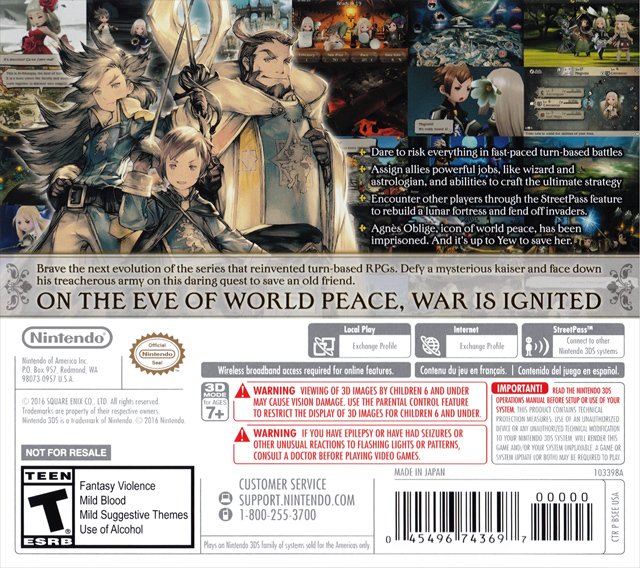 Dare to risk everything in fast-paced turn-based battles
Assign allies powerful jobs, like wizard and
astrologian, and abilities to craft the ultimate strategy
Encounter other players through the StreetPass feature
to rebuild a lunar fortress and fend off invaders.
Agnès Oblige, icon of world peace, has been
imprisoned. And it's up to Yew to save her.
Brave the next evolution of the series that reinvented turn-based RPGs. Defy a mysterious kaiser and face down
his treacherous army on this daring quest to save an old friend.
ON THE EVE OF WORLD PEACE, WAR IS IGNITED
Nintendo
Official
Nintendo
Seal
Nintendo of America Inc.
P.O. Box 957, Redmond, WA
98073-0957 U.S.A.
Local Play
Exchange Profile
Internet
Exchange Profile
StreetPass™
Connect to other
Nintendo 3DS systems
Wireless broadband access required for online features.
Contenu du jeu en français.
Contenido del juego en español.
© 2016 SQUARE ENIX CO., LTD. All rights reserved.
Trademarks are property of their respective owners.
Nintendo 3DS is a trademark of Nintendo. © 2016 Nintendo.
3D
MODE
for AGES
7+
WARNING VIEWING OF 3D IMAGES BY CHILDREN 6 AND UNDER
MAY CAUSE VISION DAMAGE. USE THE PARENTAL CONTROL FEATURE
TO RESTRICT THE DISPLAY OF 3D IMAGES FOR CHILDREN 6 AND UNDER.
WARNING IF YOU HAVE EPILEPSY OR HAVE HAD SEIZURES OR
OTHER UNUSUAL REACTIONS TO FLASHING LIGHTS OR PATTERNS,
CONSULT A DOCTOR BEFORE PLAYING VIDEO GAMES.
IMPORTANT! READ THE NINTENDO 3DS
OPERATIONS MANUAL BEFORE SETUP OR USE OF YOUR
SYSTEM. THIS PRODUCT CONTAINS TECHNICAL
PROTECTION MEASURES. USE OF AN UNAUTHORIZED
DEVICE OR ANY UNAUTHORIZED TECHNICAL MODIFICATION
TO YOUR NINTENDO 3DS SYSTEM, WILL RENDER THIS
GAME AND/OR YOUR SYSTEM UNPLAYABLE. A GAME OR
SYSTEM UPDATE (OR BOTH) MAY BE REQUIRED TO PLAY.
NOT FOR RESALE
TEEN
T
ESRB
Fantasy Violence
Mild Blood
Mild Suggestive Themes
Use of Alcohol
CUSTOMER SERVICE
SUPPORT.NINTENDO.COM
1-800-255-3700
Plays on Nintendo 3DS family of systems sold for the Americas only.
MADE IN JAPAN
103398A
00000
0 45496 74369 7
CTR P BSEE USA